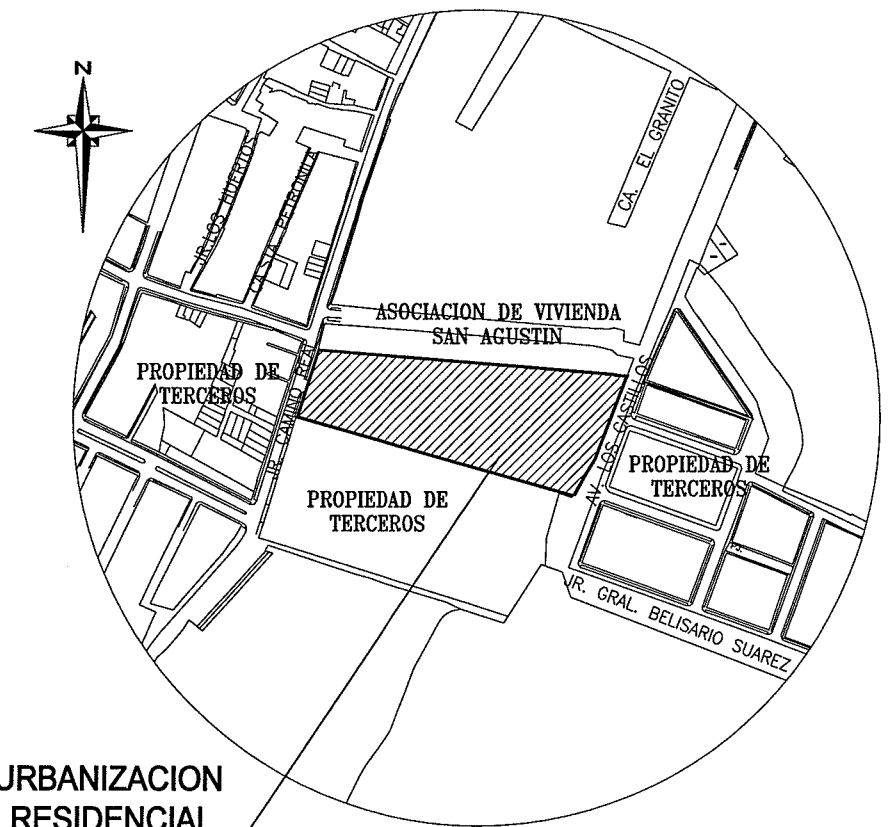 N
CA. EL GRANITO
JR. LOS HUERTOS
CA. STA. PETRONILA
ASOCIACION DE VIVIENDA
SAN AGUSTIN
PROPIEDAD DE
TERCEROS
JR. CAMINO REAL
AV. LOS CASTILLOS
PROPIEDAD DE
TERCEROS
PROPIEDAD DE
TERCEROS
JR. GRAL. BELISARIO SUAREZ
URBANIZACION
RESIDENCIAL